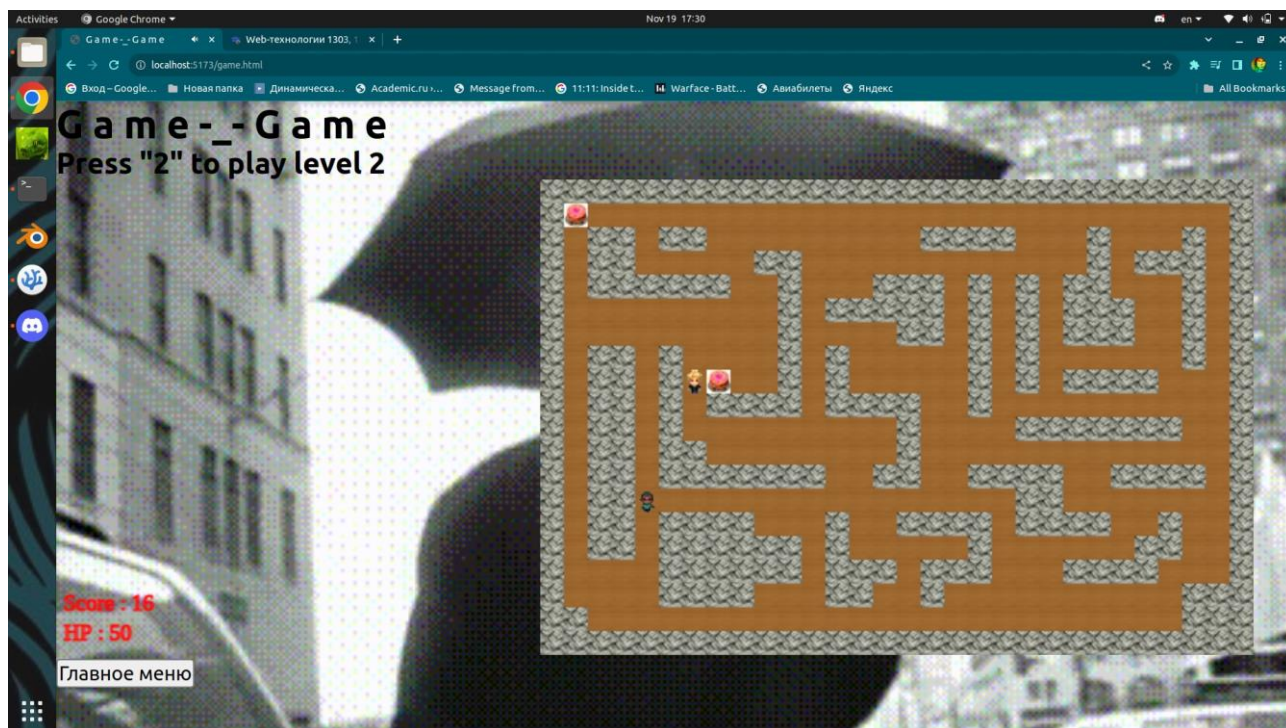 Activities Google Chrome Nov 19 17:30 en
Game-_-Game Web-технологии 1303, 1
localhost:5173/game.html
Вход – Google... Новая папка Динамическа... Academic.ru ›... Message from... 11:11: Inside t... Warface - Batt... Авиабилеты Яндекс All Bookmarks
Game-_-Game
Press "2" to play level 2
Score : 16
HP : 50
Главное меню